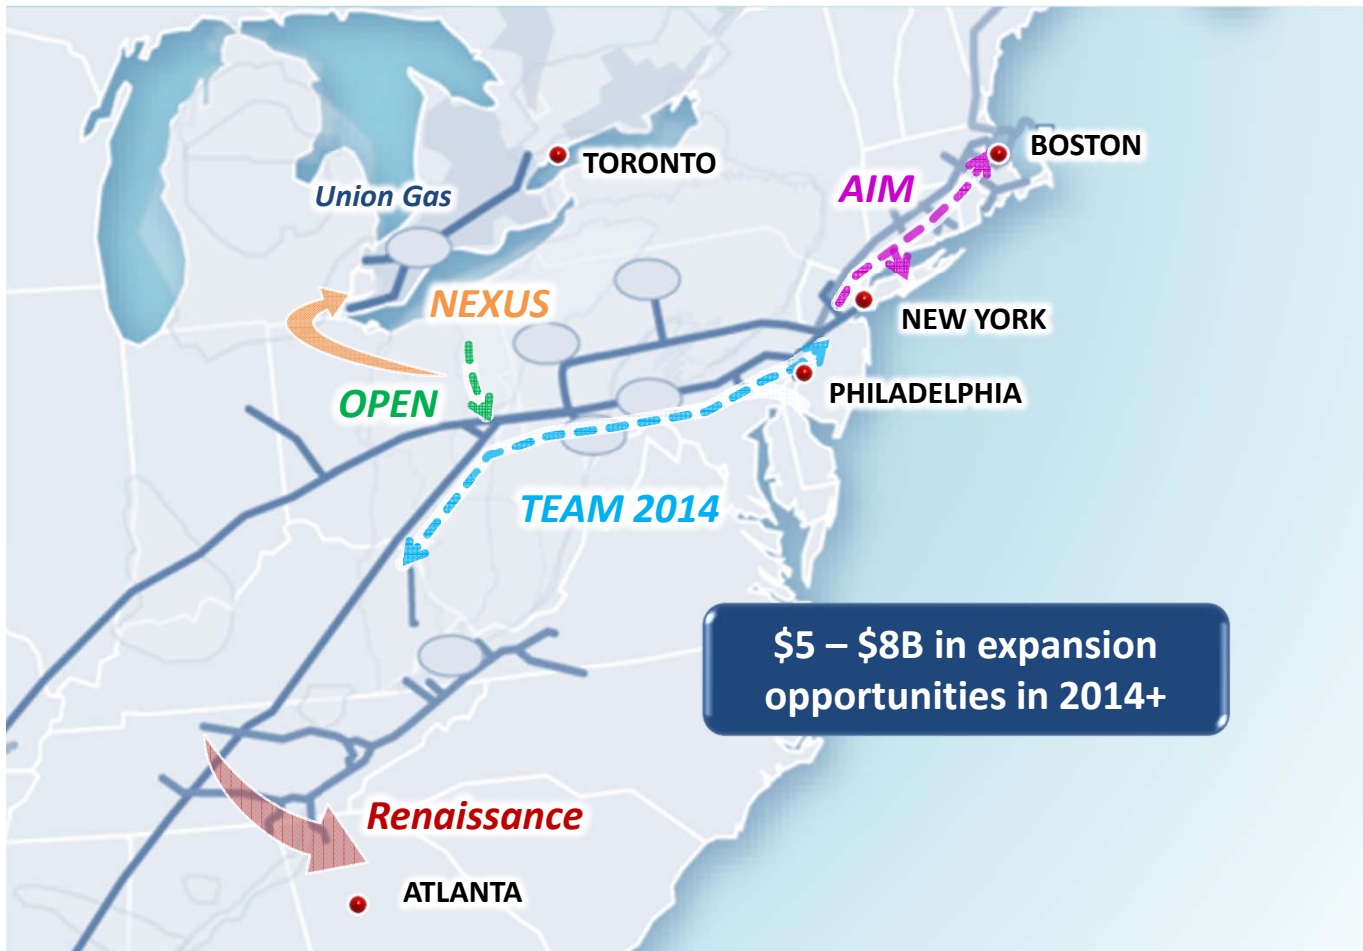 TORONTO
BOSTON
Union Gas
AIM
NEXUS
NEW YORK
OPEN
PHILADELPHIA
TEAM 2014
$5 – $8B in expansion
opportunities in 2014+
Renaissance
ATLANTA